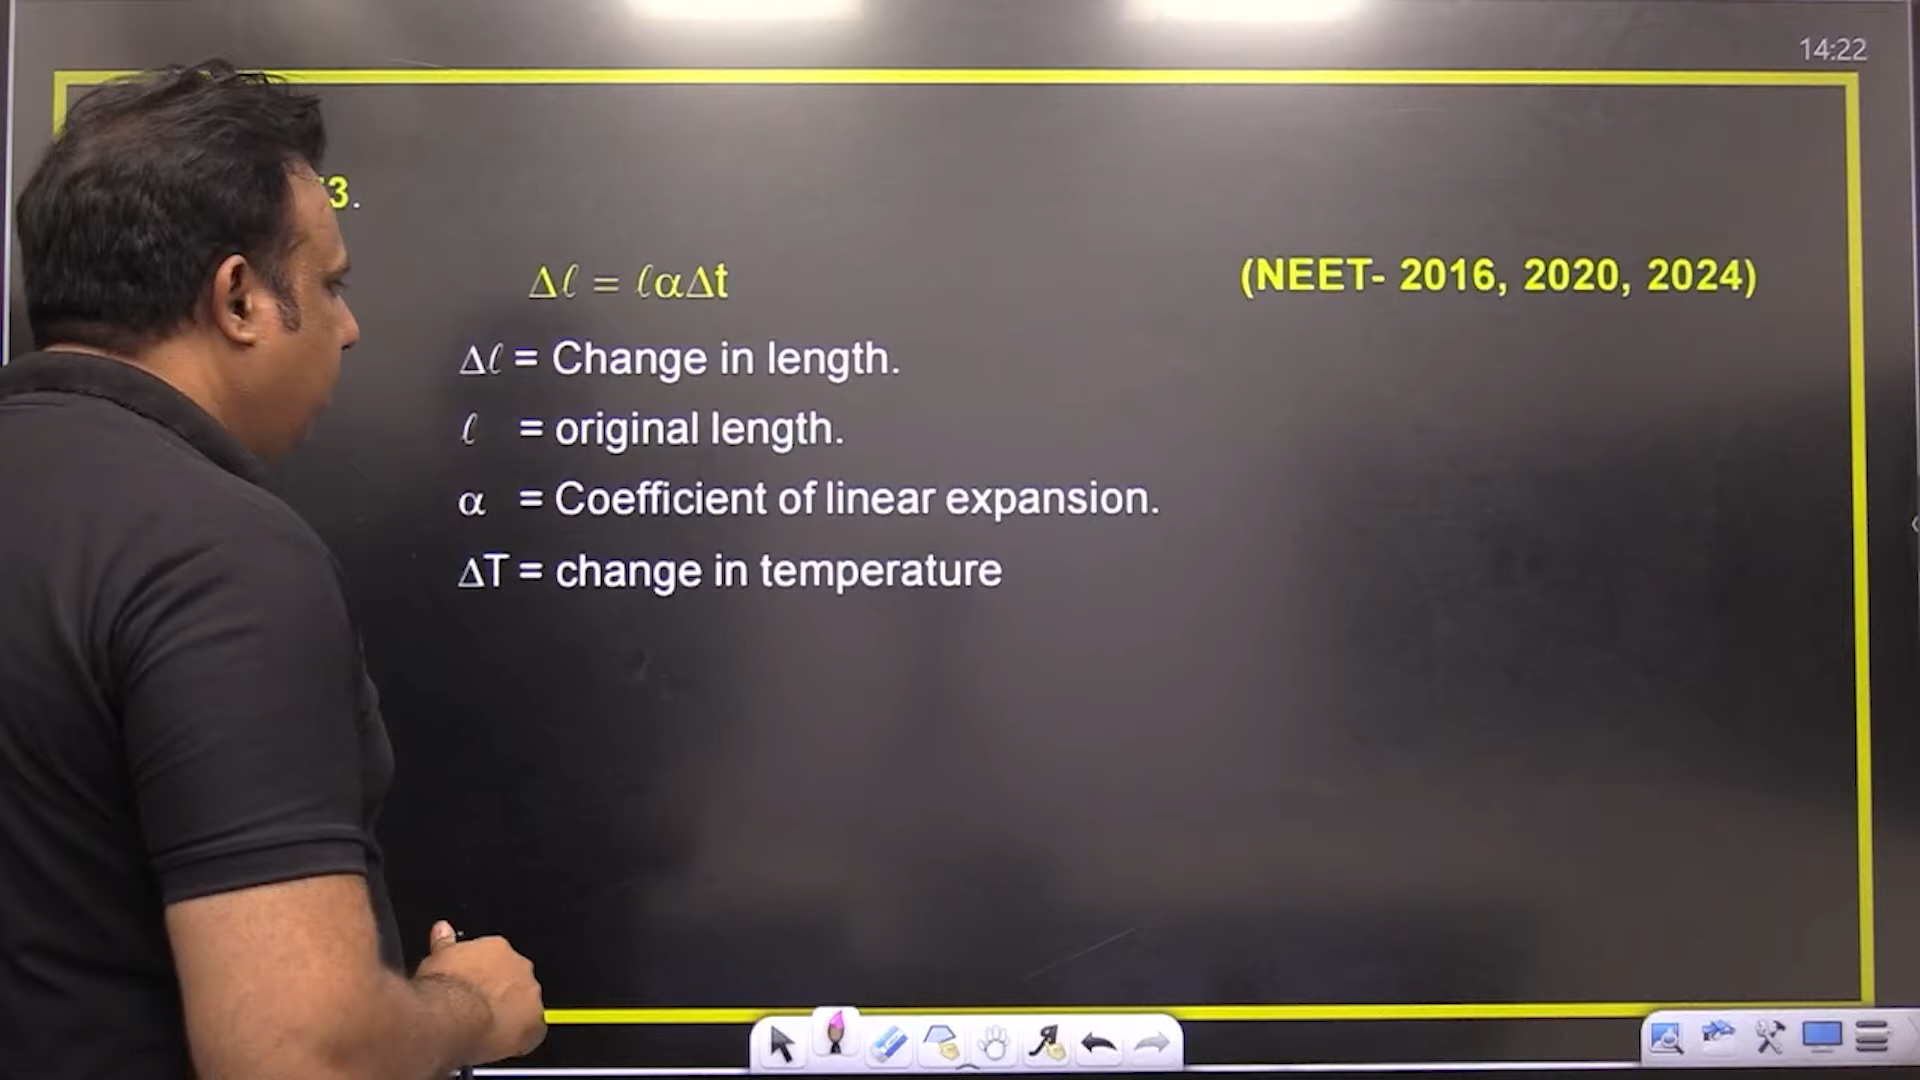 14:22
3.
Δℓ = ℓαΔt
(NEET- 2016, 2020, 2024)
Δℓ = Change in length.
ℓ = original length.
α = Coefficient of linear expansion.
ΔT = change in temperature